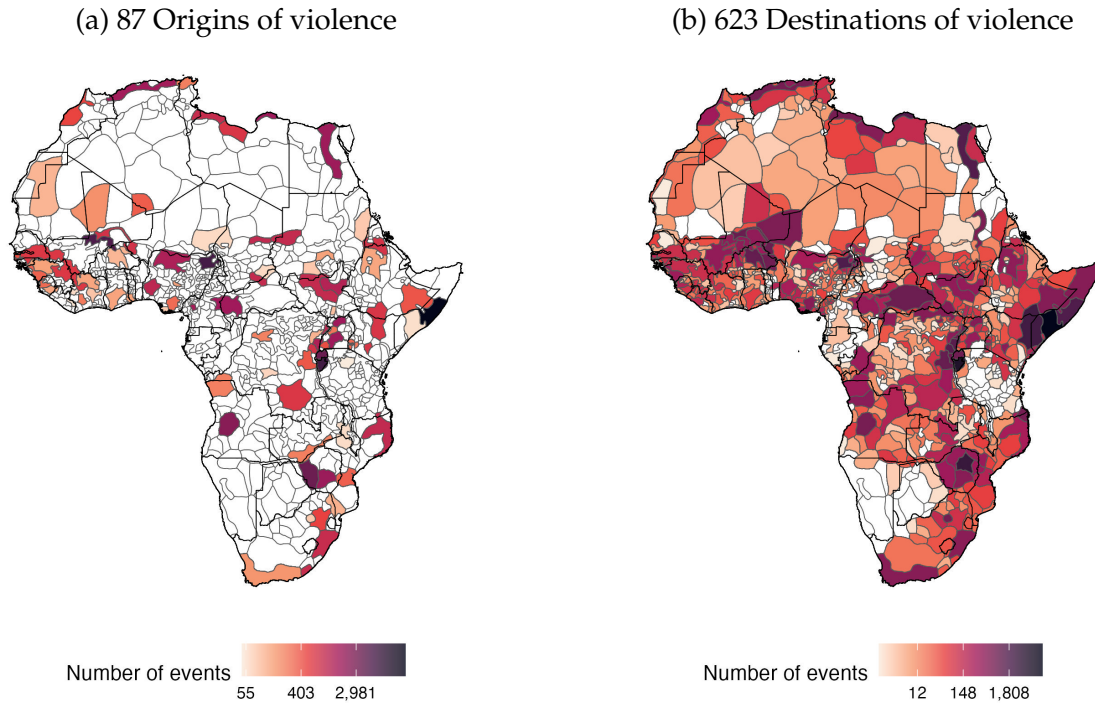 (a) 87 Origins of violence
(b) 623 Destinations of violence
Number of events
55 403 2,981
Number of events
12 148 1,808